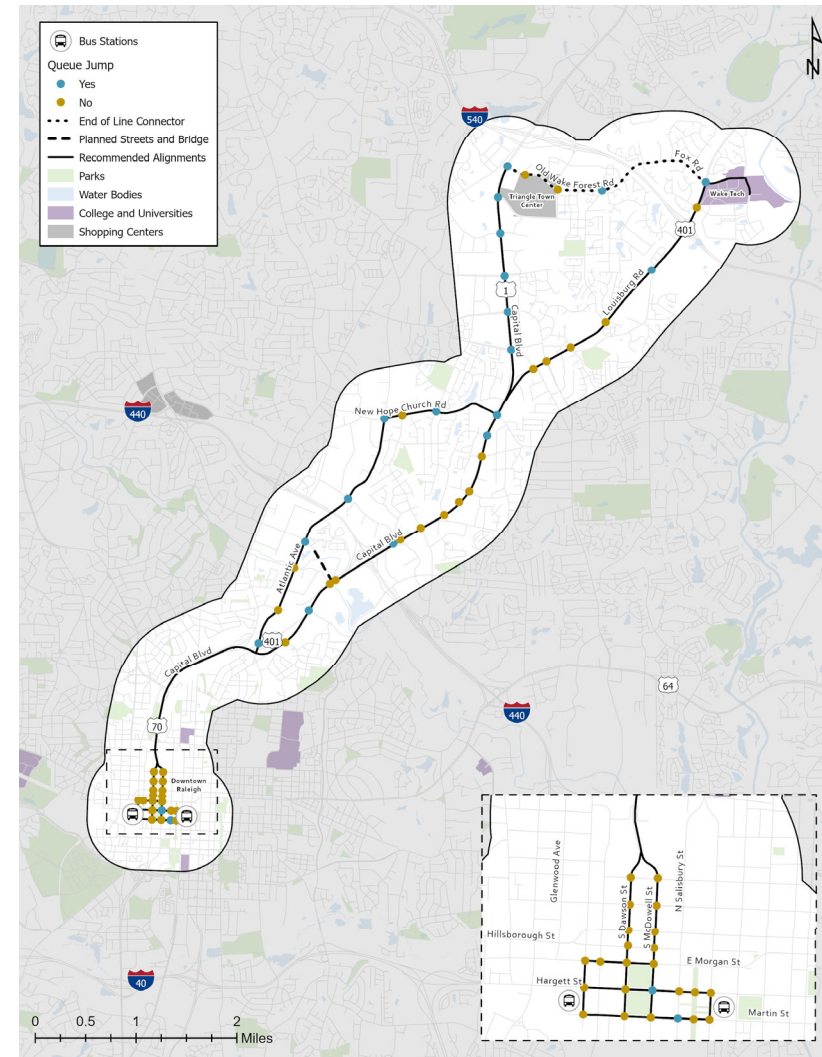 Bus Stations
Queue Jump
Yes
No
End of Line Connector
Planned Streets and Bridge
Recommended Alignments
Parks
Water Bodies
College and Universities
Shopping Centers
N
540
Old Wake Forest Rd
Fox Rd
Triangle Town
Center
Wake Tech
401
1
Capital Blvd
Louisburg Rd
440
New Hope Church Rd
Capital Blvd
Atlantic Ave
401
Capital Blvd
64
440
70
Downtown
Raleigh
Glenwood Ave
S Dawson St
S McDowell St
N Salisbury St
Hillsborough St
E Morgan St
Hargett St
Martin St
40
0 0.5 1 2
Miles